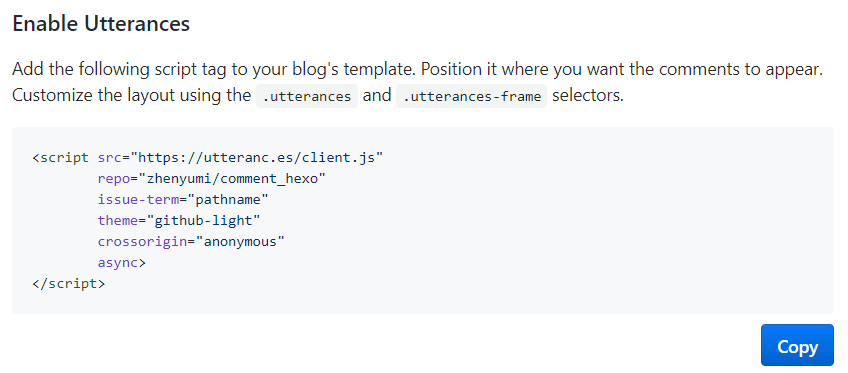 Enable Utterances
Add the following script tag to your blog's template. Position it where you want the comments to appear.
Customize the layout using the .utterances and .utterances-frame selectors.
<script src="https://utteranc.es/client.js"
        repo="zhenyumi/comment_hexo"
        issue-term="pathname"
        theme="github-light"
        crossorigin="anonymous"
        async>
</script>
Copy